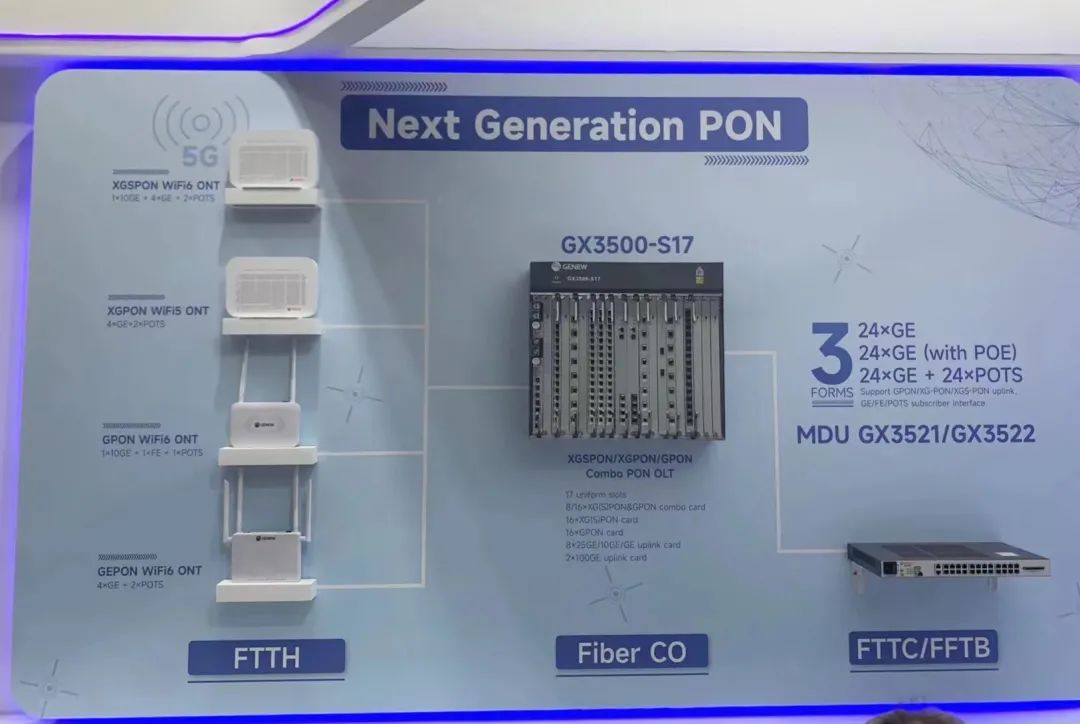 Next Generation PON
5G
XGSPON WiFi6 ONT
1×10GE + 4×GE + 2×POTS
XGPON WiFi5 ONT
4×GE+2×POTS
GENEW
GPON WiFi6 ONT
1×10GE + 1×FE + 1×POTS
GENEW
GEPON WiFi6 ONT
4×GE + 2×POTS
FTTH
GX3500-S17
GENEW
GX3500-S17
XGSPON/XGPON/GPON
Combo PON OLT
17 uniform slots
8/16×XG(S)PON&GPON combo card
16×XG(S)PON card
16×GPON card
8×25GE/10GE/GE uplink card
2×100GE uplink card
Fiber CO
3
FORMS
24×GE
24×GE (with POE)
24×GE + 24×POTS
Support GPON/XG-PON/XGS-PON uplink,
GE/FE/POTS subscriber interface
MDU GX3521/GX3522
FTTC/FFTB